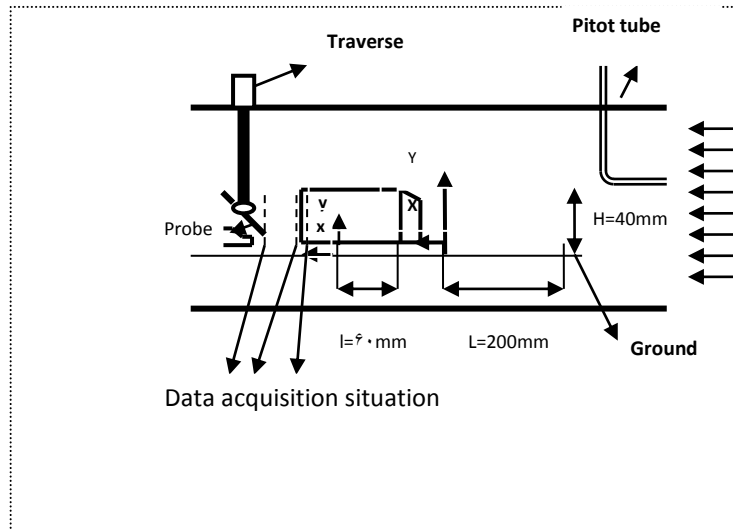 Pitot tube
Traverse
Y
y
X
x
H=40mm
Probe
l=۶۰mm
L=200mm
Ground
Data acquisition situation